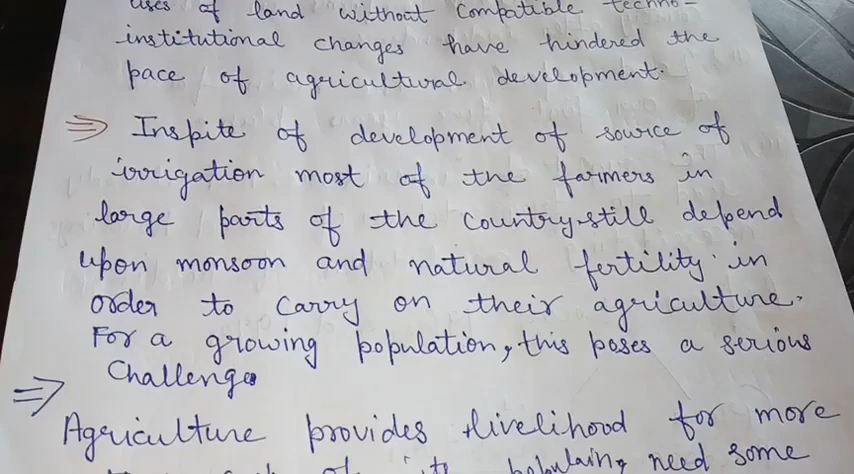 uses of land without compatible techno-
institutional changes have hindered the
pace of agricultural development.
⇒ Inspite of development of source of
irrigation most of the farmers in
large parts of the country still depend
upon monsoon and natural fertility in
order to carry on their agriculture.
For a growing population, this poses a serious
Challenge
⇒
Agriculture provides livelihood for more
of its need some